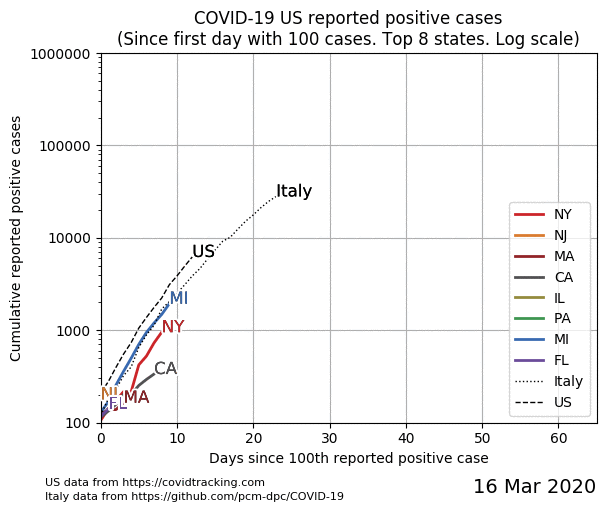 COVID-19 US reported positive cases
(Since first day with 100 cases. Top 8 states. Log scale)
1000000
100000
10000
1000
100
Cumulative reported positive cases
Italy
US
MI
NY
CA
NJ
FL
MA
NY
NJ
MA
CA
IL
PA
MI
FL
Italy
US
0 10 20 30 40 50 60
Days since 100th reported positive case
US data from https://covidtracking.com
Italy data from https://github.com/pcm-dpc/COVID-19
16 Mar 2020